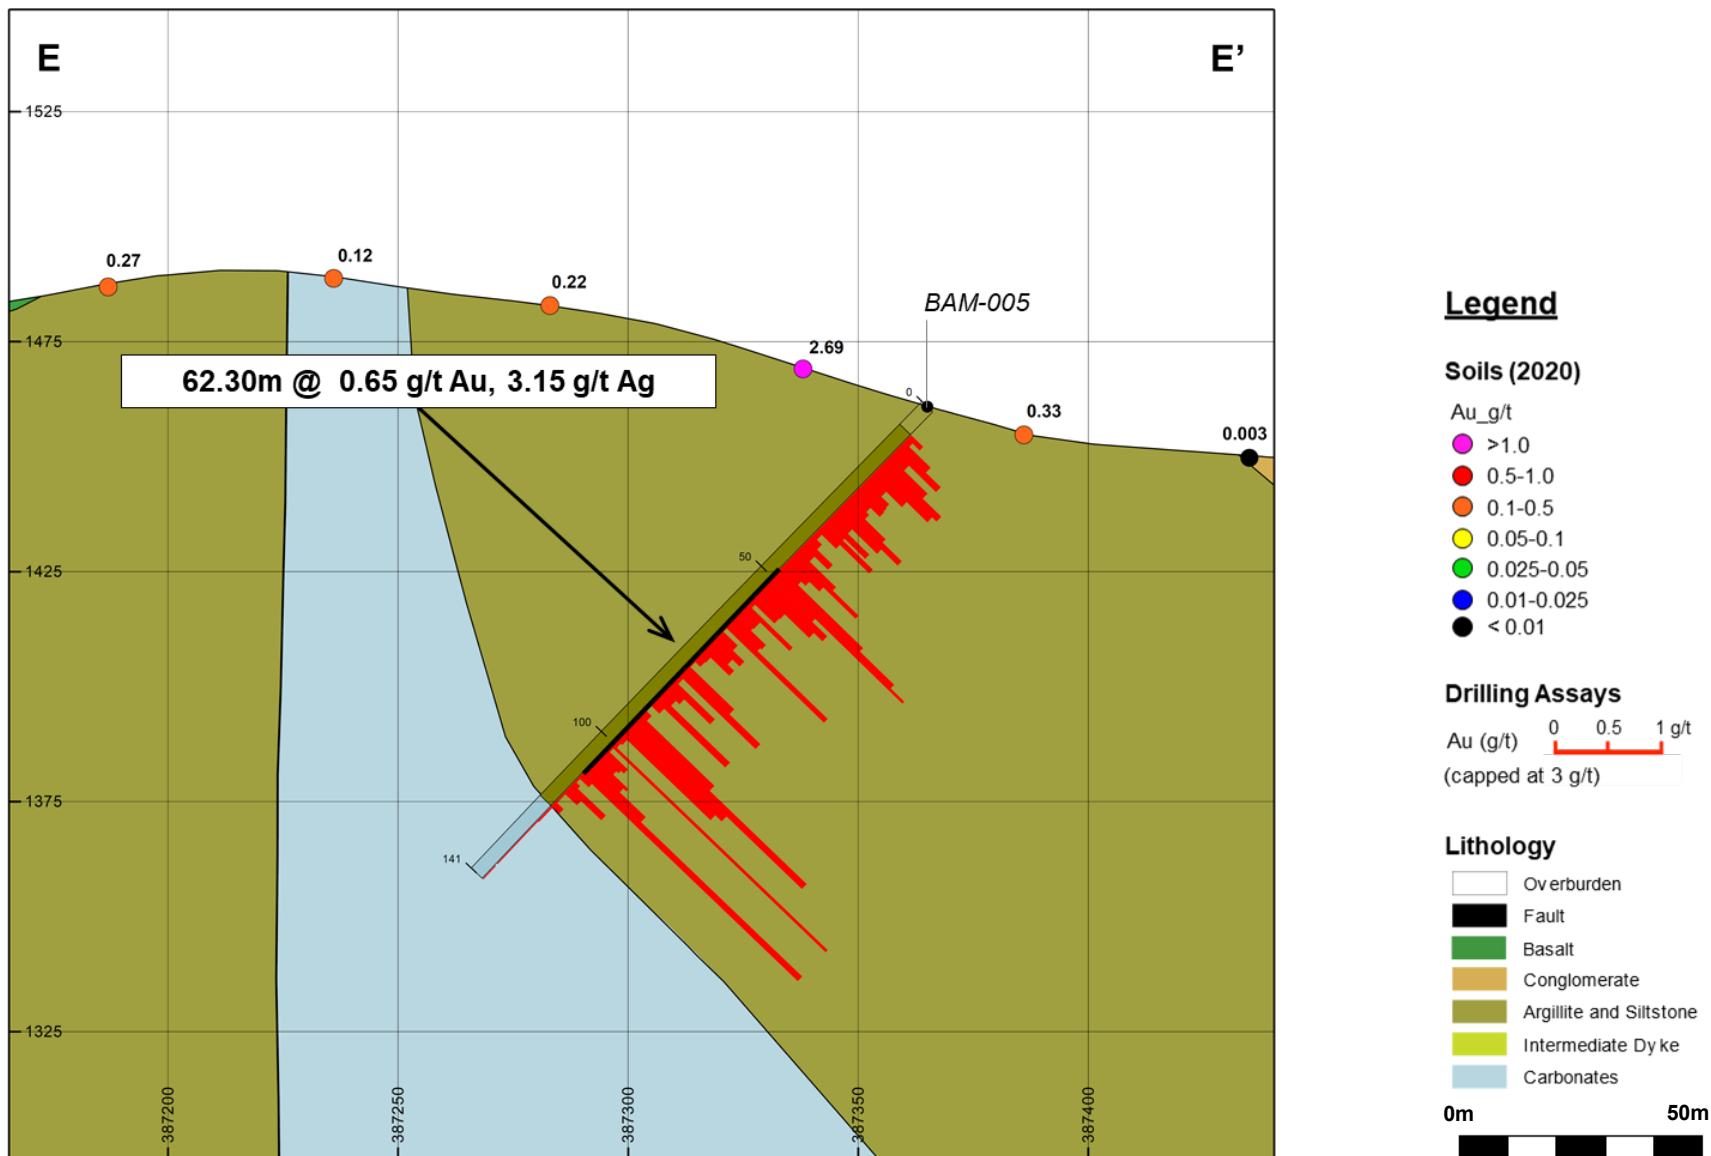 E
E’
1525
0.27
0.12
0.22
BAM-005
1475
2.69
62.30m @ 0.65 g/t Au, 3.15 g/t Ag
0
0.33
0.003
50
1425
100
1375
141
1325
387200
387250
387300
387350
387400
Legend
Soils (2020)
Au_g/t
>1.0
0.5-1.0
0.1-0.5
0.05-0.1
0.025-0.05
0.01-0.025
< 0.01
Drilling Assays
0 0.5 1 g/t
Au (g/t)
(capped at 3 g/t)
Lithology
Overburden
Fault
Basalt
Conglomerate
Argillite and Siltstone
Intermediate Dyke
Carbonates
0m 50m